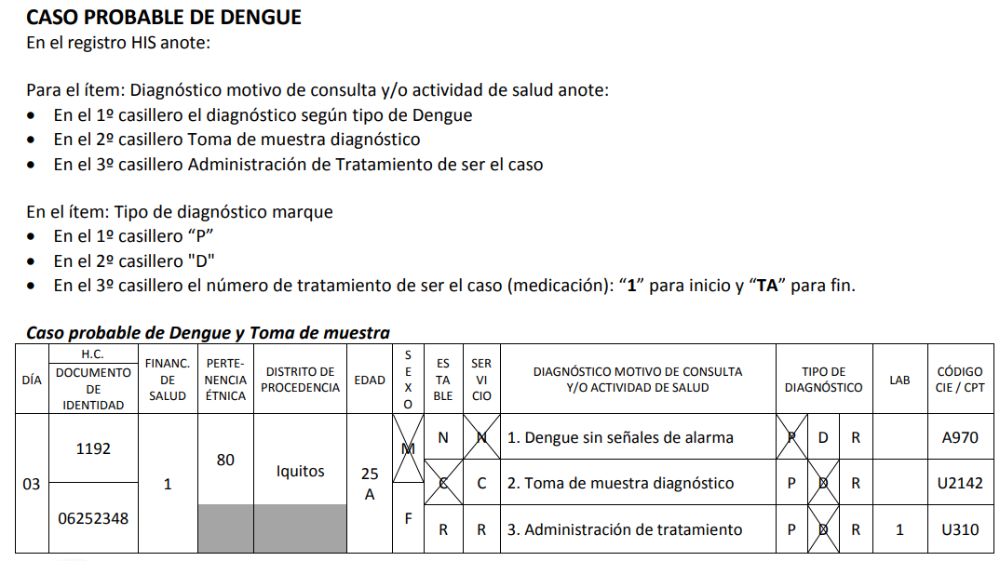 CASO PROBABLE DE DENGUE
En el registro HIS anote:
Para el ítem: Diagnóstico motivo de consulta y/o actividad de salud anote:
• En el 1º casillero el diagnóstico según tipo de Dengue
• En el 2º casillero Toma de muestra diagnóstico
• En el 3º casillero Administración de Tratamiento de ser el caso
En el ítem: Tipo de diagnóstico marque
• En el 1º casillero “P”
• En el 2º casillero "D"
• En el 3º casillero el número de tratamiento de ser el caso (medicación): “1” para inicio y “TA” para fin.
Caso probable de Dengue y Toma de muestra
DÍA
H.C.
DOCUMENTO
DE
IDENTIDAD
FINANC.
DE
SALUD
PERTE-
NENCIA
ÉTNICA
DISTRITO DE
PROCEDENCIA
EDAD
S
E
X
O
ES
TA
BLE
SER
VI
CIO
DIAGNÓSTICO MOTIVO DE CONSULTA
Y/O ACTIVIDAD DE SALUD
TIPO DE
DIAGNÓSTICO
LAB
CÓDIGO
CIE / CPT
03
1192
06252348
1
80
Iquitos
25
A
M
F
N
C
R
N
C
R
1. Dengue sin señales de alarma
P D R
A970
2. Toma de muestra diagnóstico
P D R
U2142
3. Administración de tratamiento
P D R
1
U310